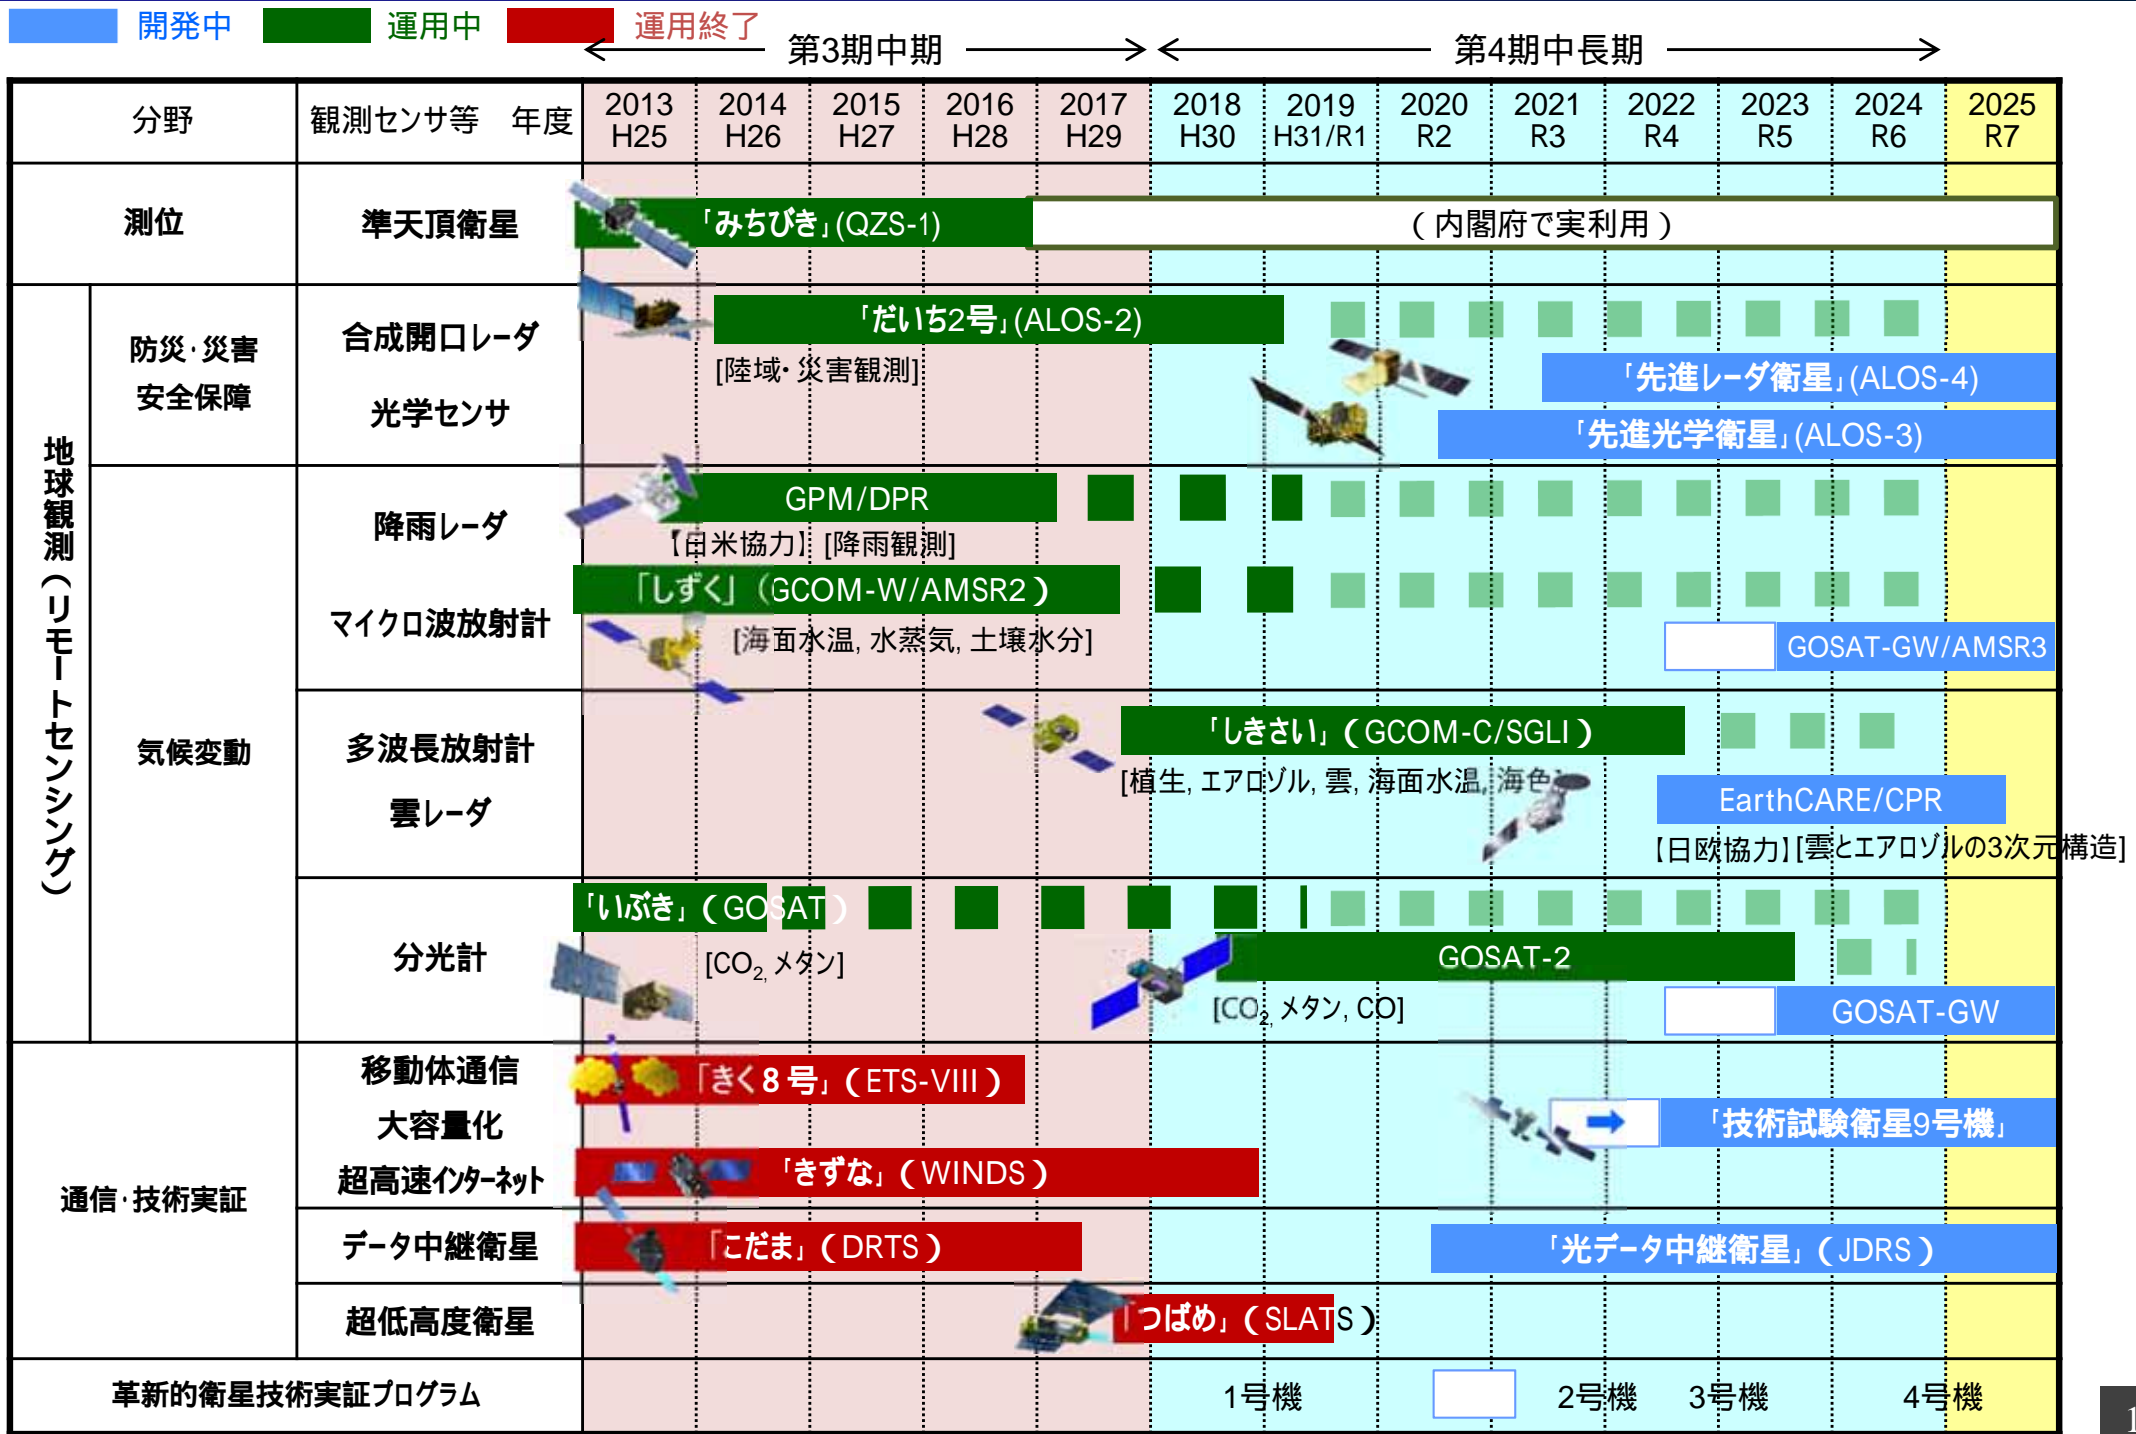 開発中 運用中 運用終了
第3期中期 第4期中長期
分野 観測センサ等 年度 2013 2014 2015 2016 2017 2018 2019 2020 2021 2022 2023 2024 2025
H25 H26 H27 H28 H29 H30 H31/R1 R2 R3 R4 R5 R6 R7
測位 準天頂衛星 「みちびき」(QZS-1) (内閣府で実利用)
地球観測(リモートセンシング)
防災・災害
安全保障
合成開口レーダ 「だいち2号」(ALOS-2)
[陸域・災害観測]
「先進レーダ衛星」(ALOS-4)
光学センサ 「先進光学衛星」(ALOS-3)
気候変動
降雨レーダ GPM/DPR
【日米協力】 [降雨観測]
マイクロ波放射計 「しずく」(GCOM-W/AMSR2)
[海面水温, 水蒸気, 土壌水分]
GOSAT-GW/AMSR3
多波長放射計 「しきさい」(GCOM-C/SGLI)
[植生, エアロゾル, 雲, 海面水温, 海色]
雲レーダ EarthCARE/CPR
【日欧協力】[雲とエアロゾルの3次元構造]
分光計 「いぶき」(GOSAT)
[CO2, メタン]
GOSAT-2
[CO2, メタン, CO]
GOSAT-GW
通信・技術実証
移動体通信 「きく8号」(ETS-VIII)
大容量化 「技術試験衛星9号機」
超高速インターネット 「きずな」(WINDS)
データ中継衛星 「こだま」(DRTS) 「光データ中継衛星」(JDRS)
超低高度衛星 「つばめ」(SLATS)
革新的衛星技術実証プログラム 1号機 2号機 3号機 4号機
1